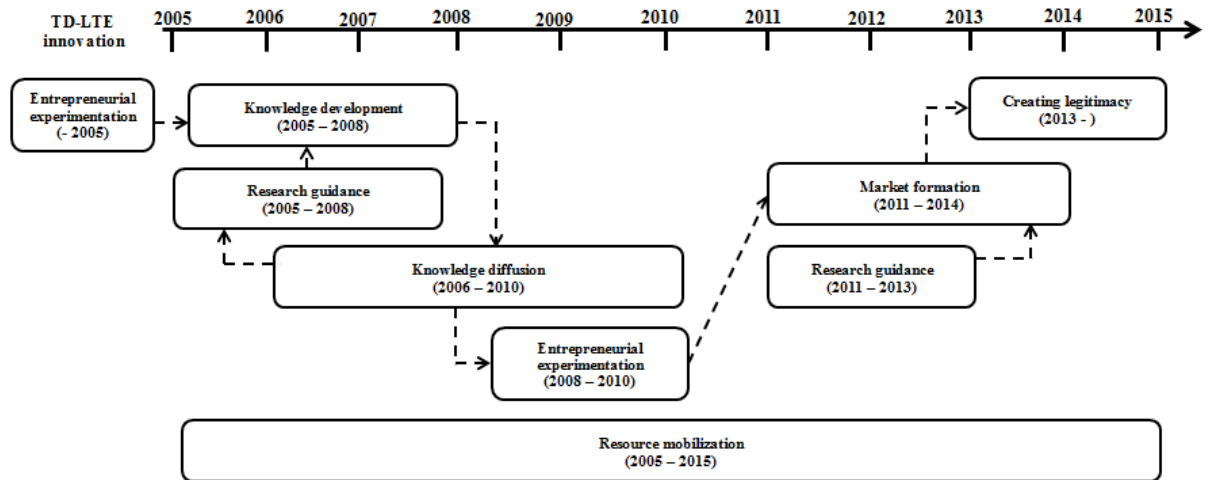 TD-LTE
innovation
2005 2006 2007 2008 2009 2010 2011 2012 2013 2014 2015
Entrepreneurial
experimentation
(- 2005)
Knowledge development
(2005 – 2008)
Creating legitimacy
(2013 - )
Research guidance
(2005 – 2008)
Market formation
(2011 – 2014)
Knowledge diffusion
(2006 – 2010)
Research guidance
(2011 – 2013)
Entrepreneurial
experimentation
(2008 – 2010)
Resource mobilization
(2005 – 2015)